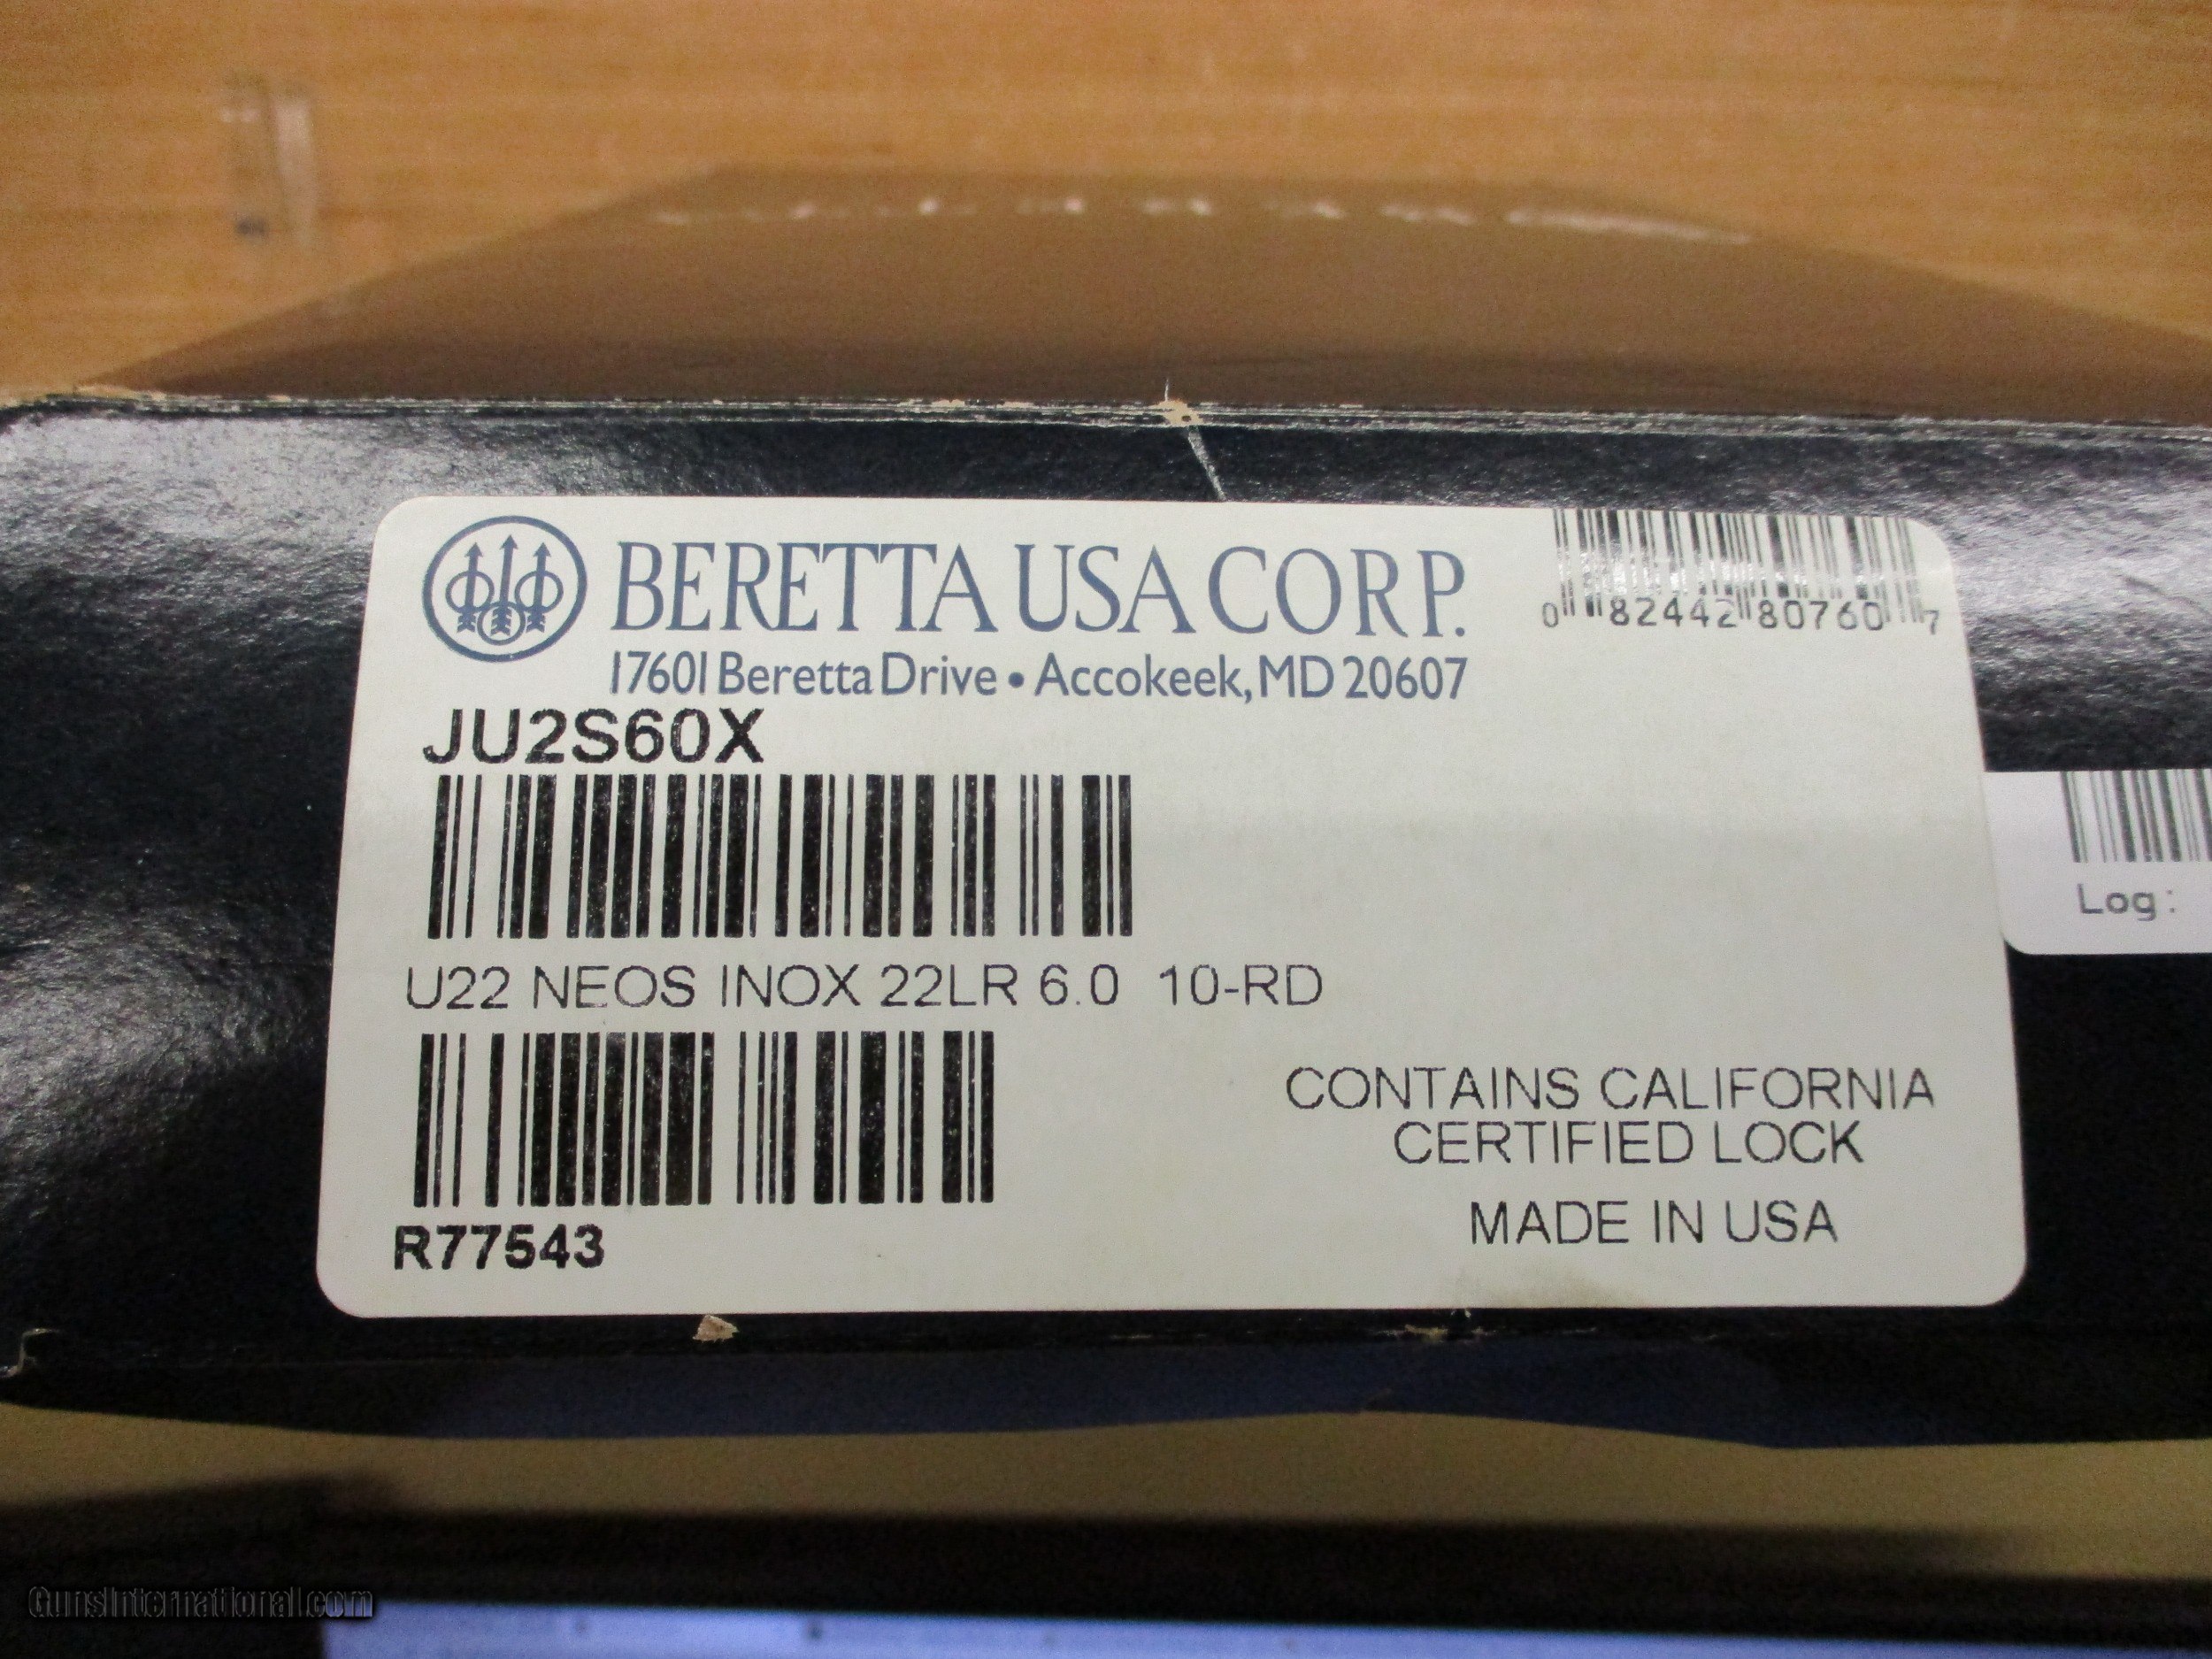 BERETTA USA CORP.
17601 Beretta Drive • Accokeek, MD 20607
0 82442 80760 7
JU2S60X
U22 NEOS INOX 22LR 6.0 10-RD
R77543
CONTAINS CALIFORNIA
CERTIFIED LOCK
MADE IN USA
Log:
GunsInternational.com